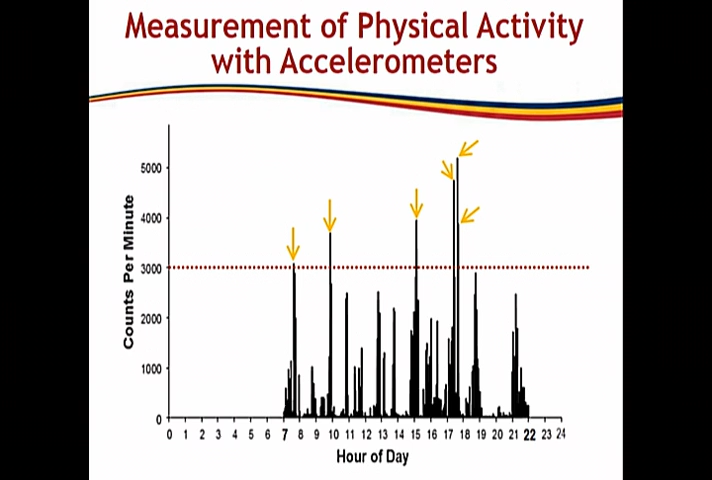 Measurement of Physical Activity
with Accelerometers
Counts Per Minute
5000
4000
3000
2000
1000
0
0 1 2 3 4 5 6 7 8 9 10 11 12 13 14 15 16 17 18 19 20 21 22 23 24
Hour of Day